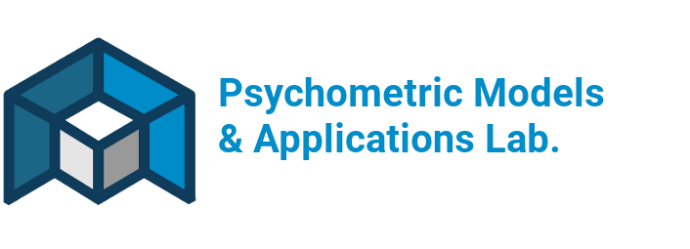 Psychometric Models
& Applications Lab.